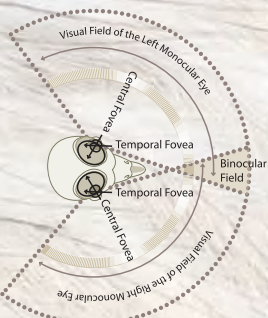 Visual Field of the Left Monocular Eye
Central Fovea
Temporal Fovea
Binocular
Field
Temporal Fovea
Central Fovea
Visual Field of the Right Monocular Eye